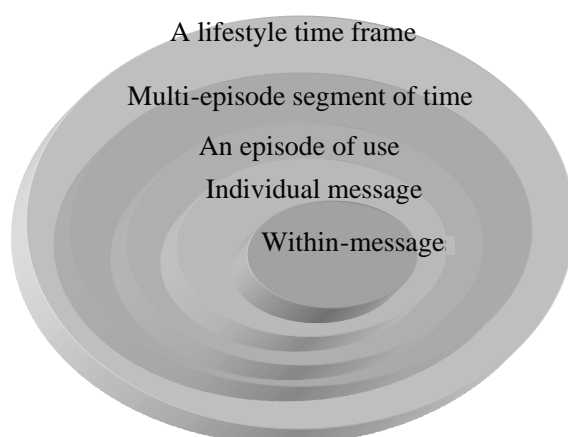 A lifestyle time frame
Multi-episode segment of time
An episode of use
Individual message
Within-message